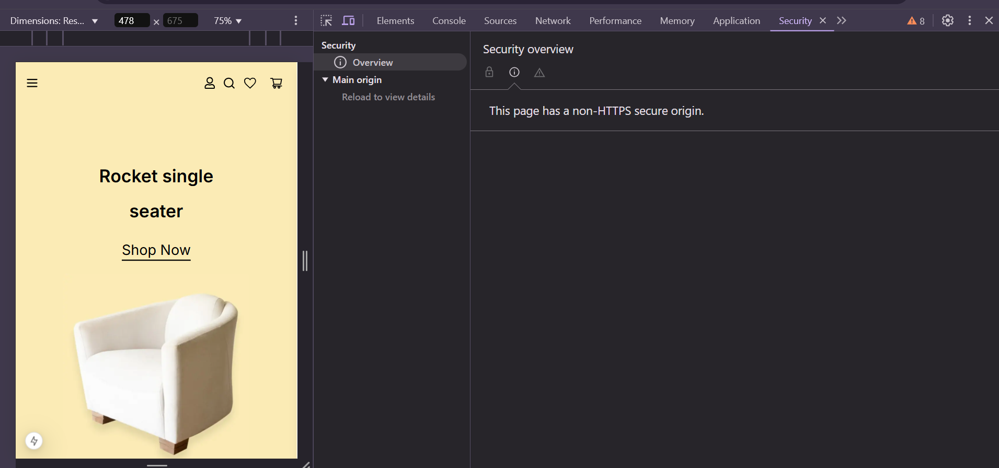 Dimensions: Res... 478 × 675 75%
Elements Console Sources Network Performance Memory Application Security 8
Security
Overview
Main origin
Reload to view details
Security overview
This page has a non-HTTPS secure origin.
Rocket single
seater
Shop Now